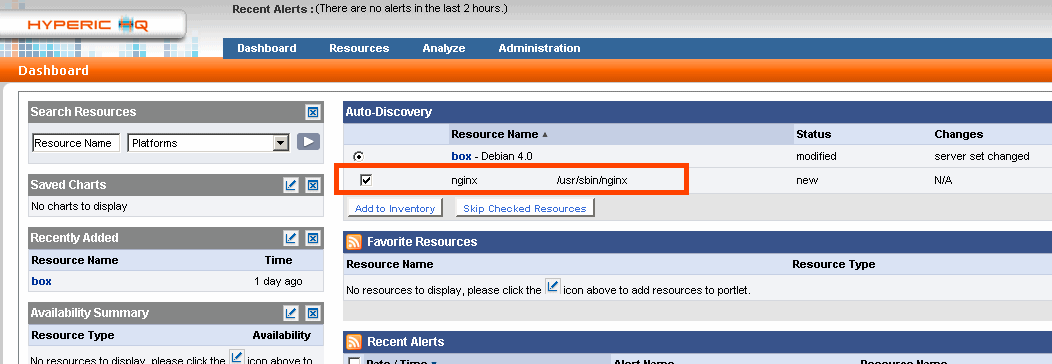 Recent Alerts : (There are no alerts in the last 2 hours.)
HYPERIC HQ
Dashboard Resources Analyze Administration
Dashboard
Search Resources
Resource Name Platforms
Saved Charts
No charts to display
Recently Added
Resource Name Time
box 1 day ago
Availability Summary
Resource Type Availability
No resources to display, please click the icon above to
Auto-Discovery
Resource Name Status Changes
box - Debian 4.0 modified server set changed
nginx /usr/sbin/nginx new N/A
Add to Inventory Skip Checked Resources
Favorite Resources
Resource Name Resource Type
No resources to display, please click the icon above to add resources to portlet.
Recent Alerts
Date / Time Alert Name Resource Name